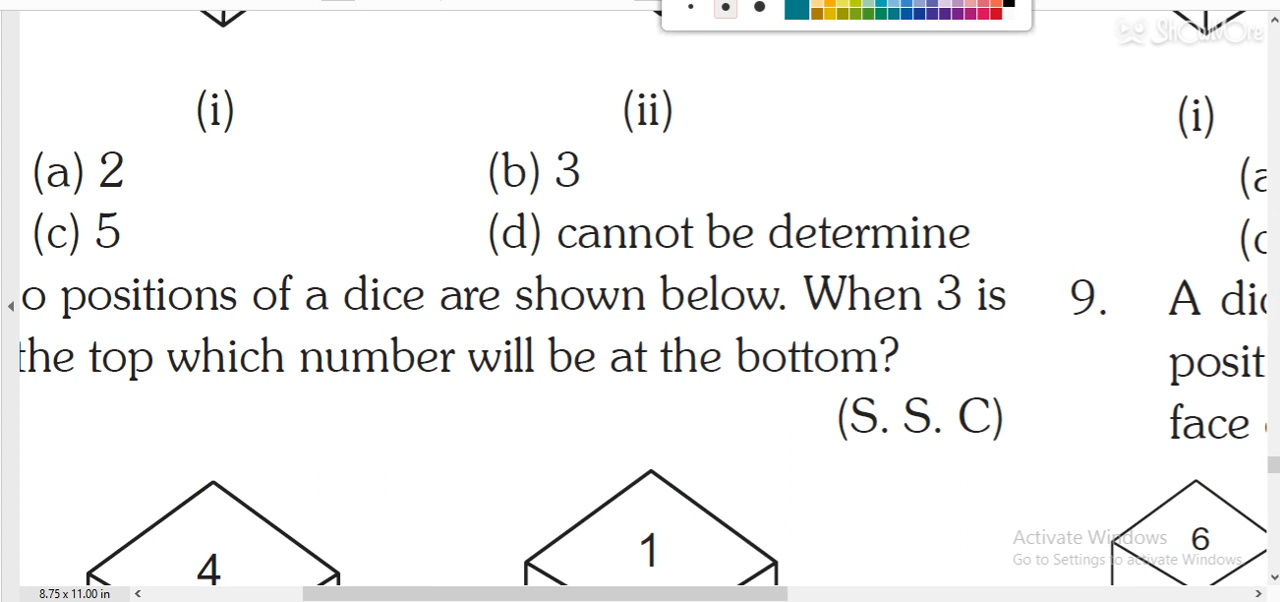 ShowMore
(i) (ii) (i)
(a) 2 (b) 3
(c) 5 (d) cannot be determine
o positions of a dice are shown below. When 3 is
the top which number will be at the bottom?
(S. S. C)
4 1
9. A
posit
face
6
Activate Windows
Go to Settings to activate Windows.
8.75 x 11.00 in